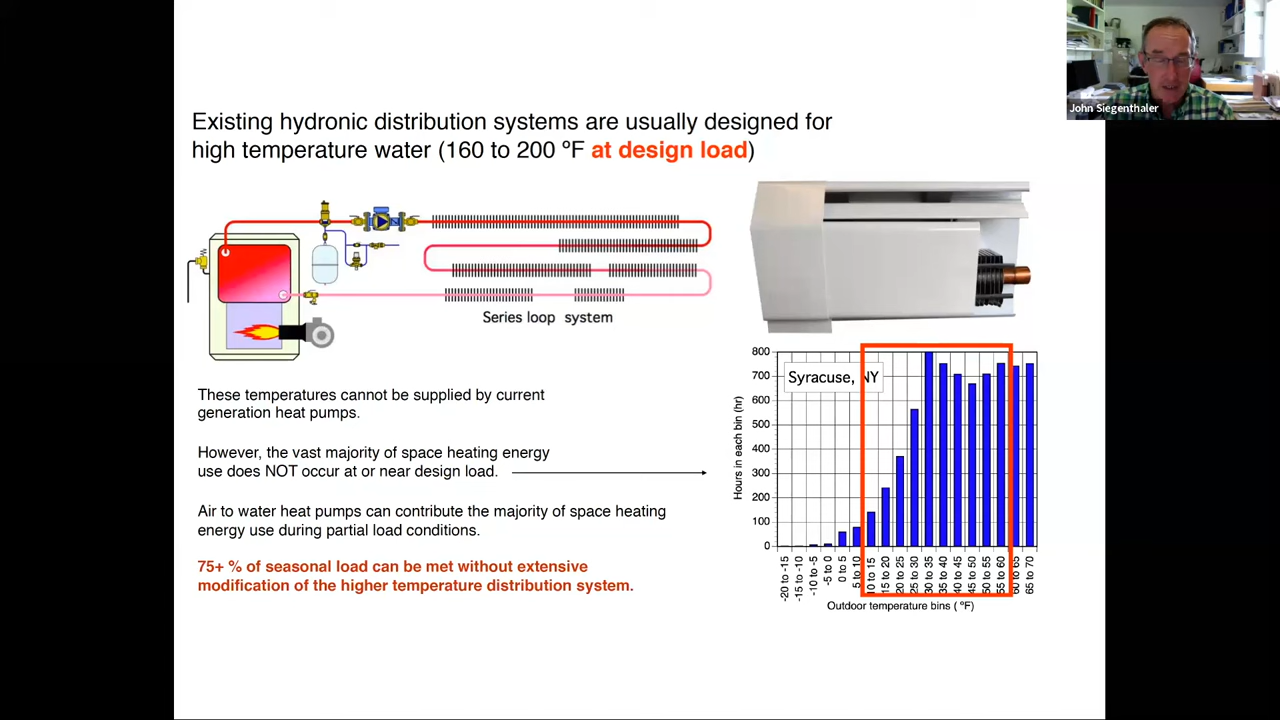 John Siegenthaler
Existing hydronic distribution systems are usually designed for
high temperature water (160 to 200 ºF at design load)
Series loop system
These temperatures cannot be supplied by current
generation heat pumps.
However, the vast majority of space heating energy
use does NOT occur at or near design load.
Air to water heat pumps can contribute the majority of space heating
energy use during partial load conditions.
75+ % of seasonal load can be met without extensive
modification of the higher temperature distribution system.
Syracuse, NY
Hours in each bin (hr)
800
700
600
500
400
300
200
100
0
-20 to -15
-15 to -10
-10 to -5
-5 to 0
0 to 5
5 to 10
10 to 15
15 to 20
20 to 25
25 to 30
30 to 35
35 to 40
40 to 45
45 to 50
50 to 55
55 to 60
60 to 65
65 to 70
Outdoor temperature bins ( ºF)